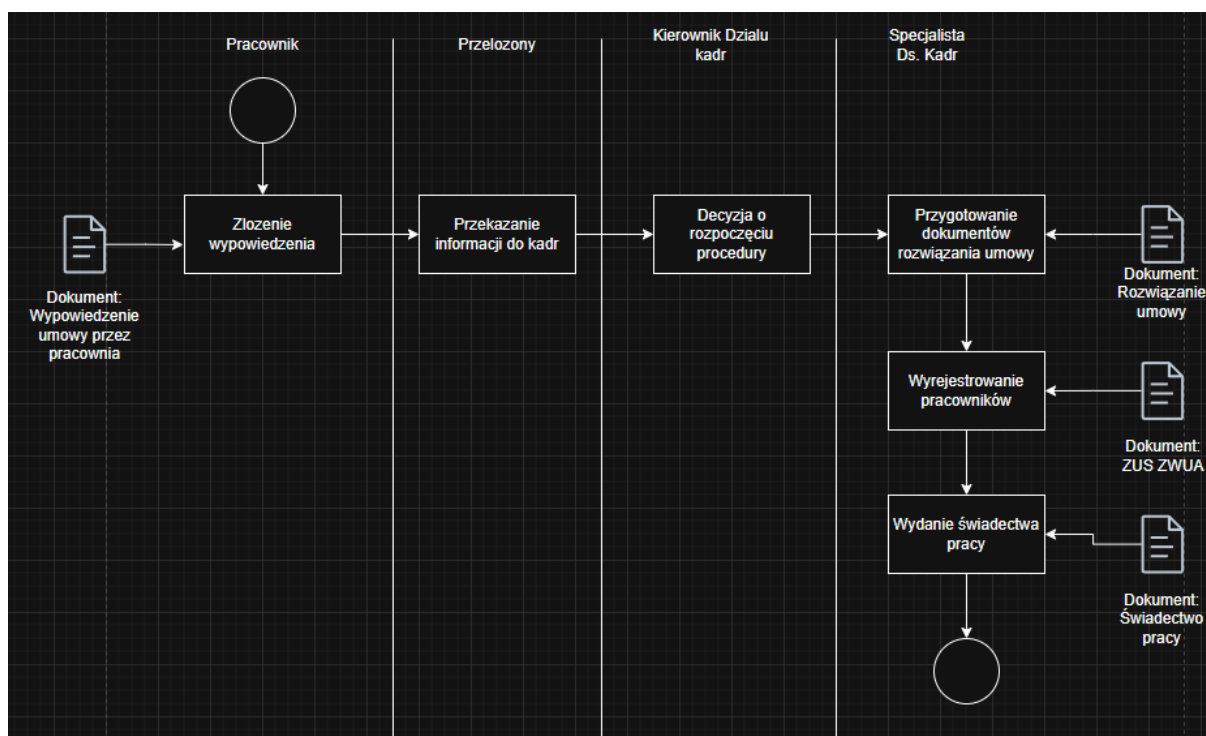 Pracownik
Przelozony
Kierownik Dzialu
kadr
Specjalista
Ds. Kadr
Zlozenie
wypowiedzenia
Przekazanie
informacji do kadr
Decyzja o
rozpoczęciu
procedury
Przygotowanie
dokumentów
rozwiązania umowy
Dokument:
Wypowiedzenie
umowy przez
pracownia
Dokument:
Rozwiązanie
umowy
Wyrejestrowanie
pracowników
Dokument:
ZUS ZWUA
Wydanie świadectwa
pracy
Dokument:
Świadectwo
pracy